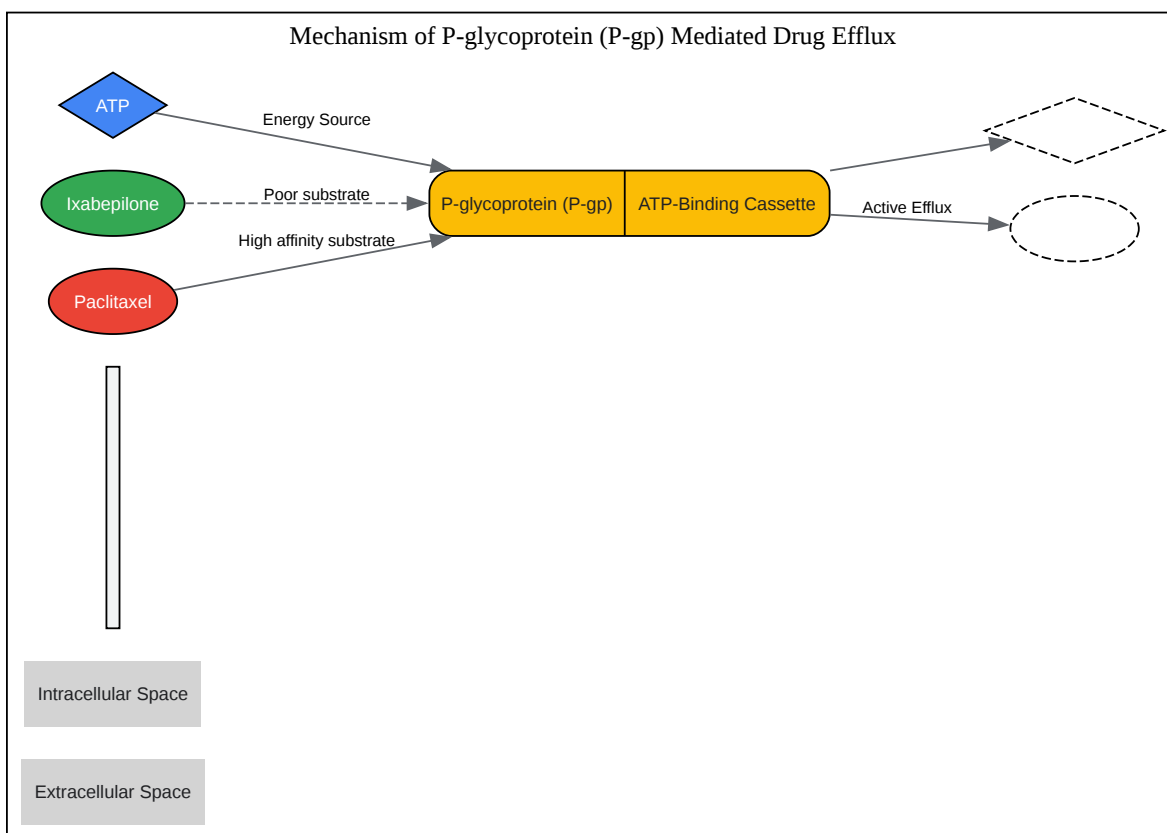 Mechanism of P-glycoprotein (P-gp) Mediated Drug Efflux
ATP
Energy Source
Ixabepilone
Poor substrate
P-glycoprotein (P-gp)
ATP-Binding Cassette
Active Efflux
High affinity substrate
Paclitaxel
Intracellular Space
Extracellular Space